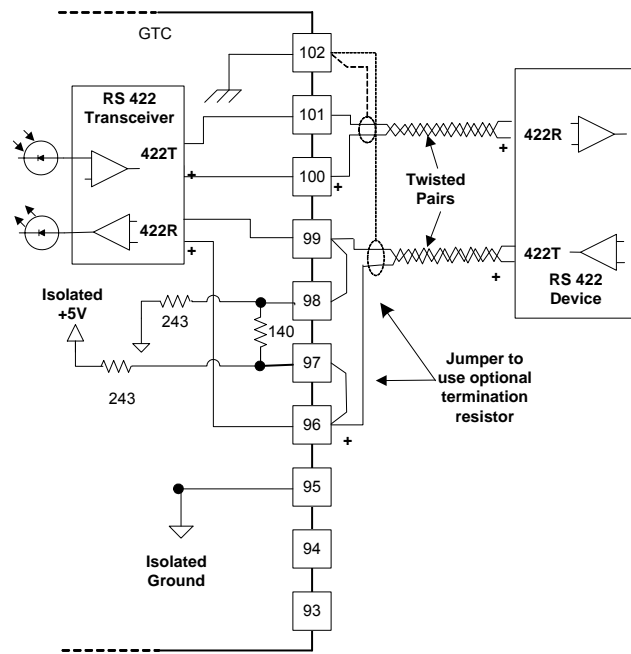 GTC
102
RS 422
Transceiver
422T
+
422R
+
101
100
+
99
98
97
96
+
95
94
93
Isolated
+5V
243
140
243
Isolated
Ground
Twisted
Pairs
Jumper to
use optional
termination
resistor
+
422R
+
422T
RS 422
Device